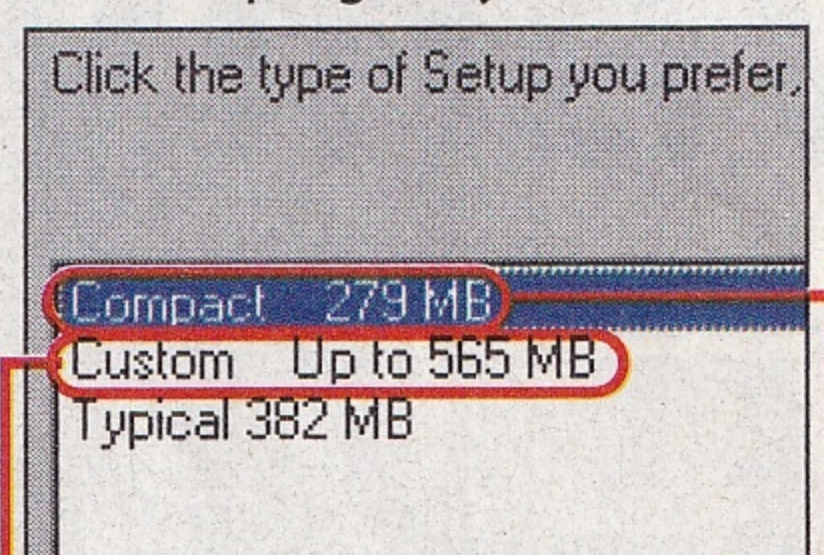 Click the type of Setup you prefer,
Compact 279 MB
Custom Up to 565 MB
Typical 382 MB